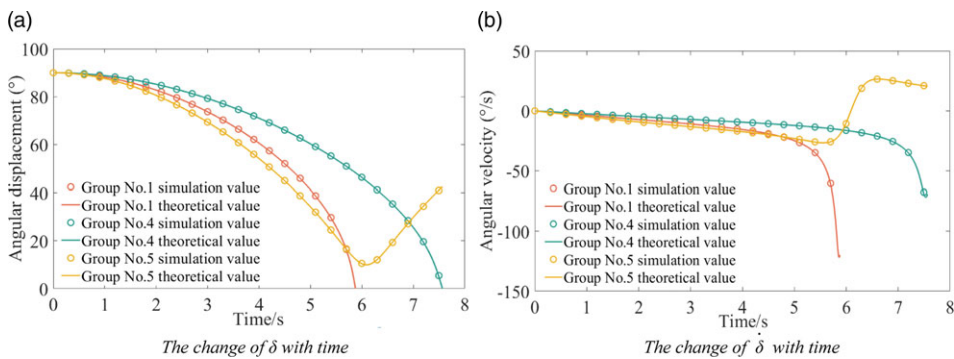 (a)
100
80
60
40
20
0
Angular displacement (°)
Group No.1 simulation value
Group No.1 theoretical value
Group No.4 simulation value
Group No.4 theoretical value
Group No.5 simulation value
Group No.5 theoretical value
0 1 2 3 4 5 6 7 8
Time/s
The change of δ with time
(b)
50
0
-50
-100
-150
Angular velocity (°/s)
Group No.1 simulation value
Group No.1 theoretical value
Group No.4 simulation value
Group No.4 theoretical value
Group No.5 simulation value
Group No.5 theoretical value
0 1 2 3 4 5 6 7 8
Time/s
The change of δ̇ with time